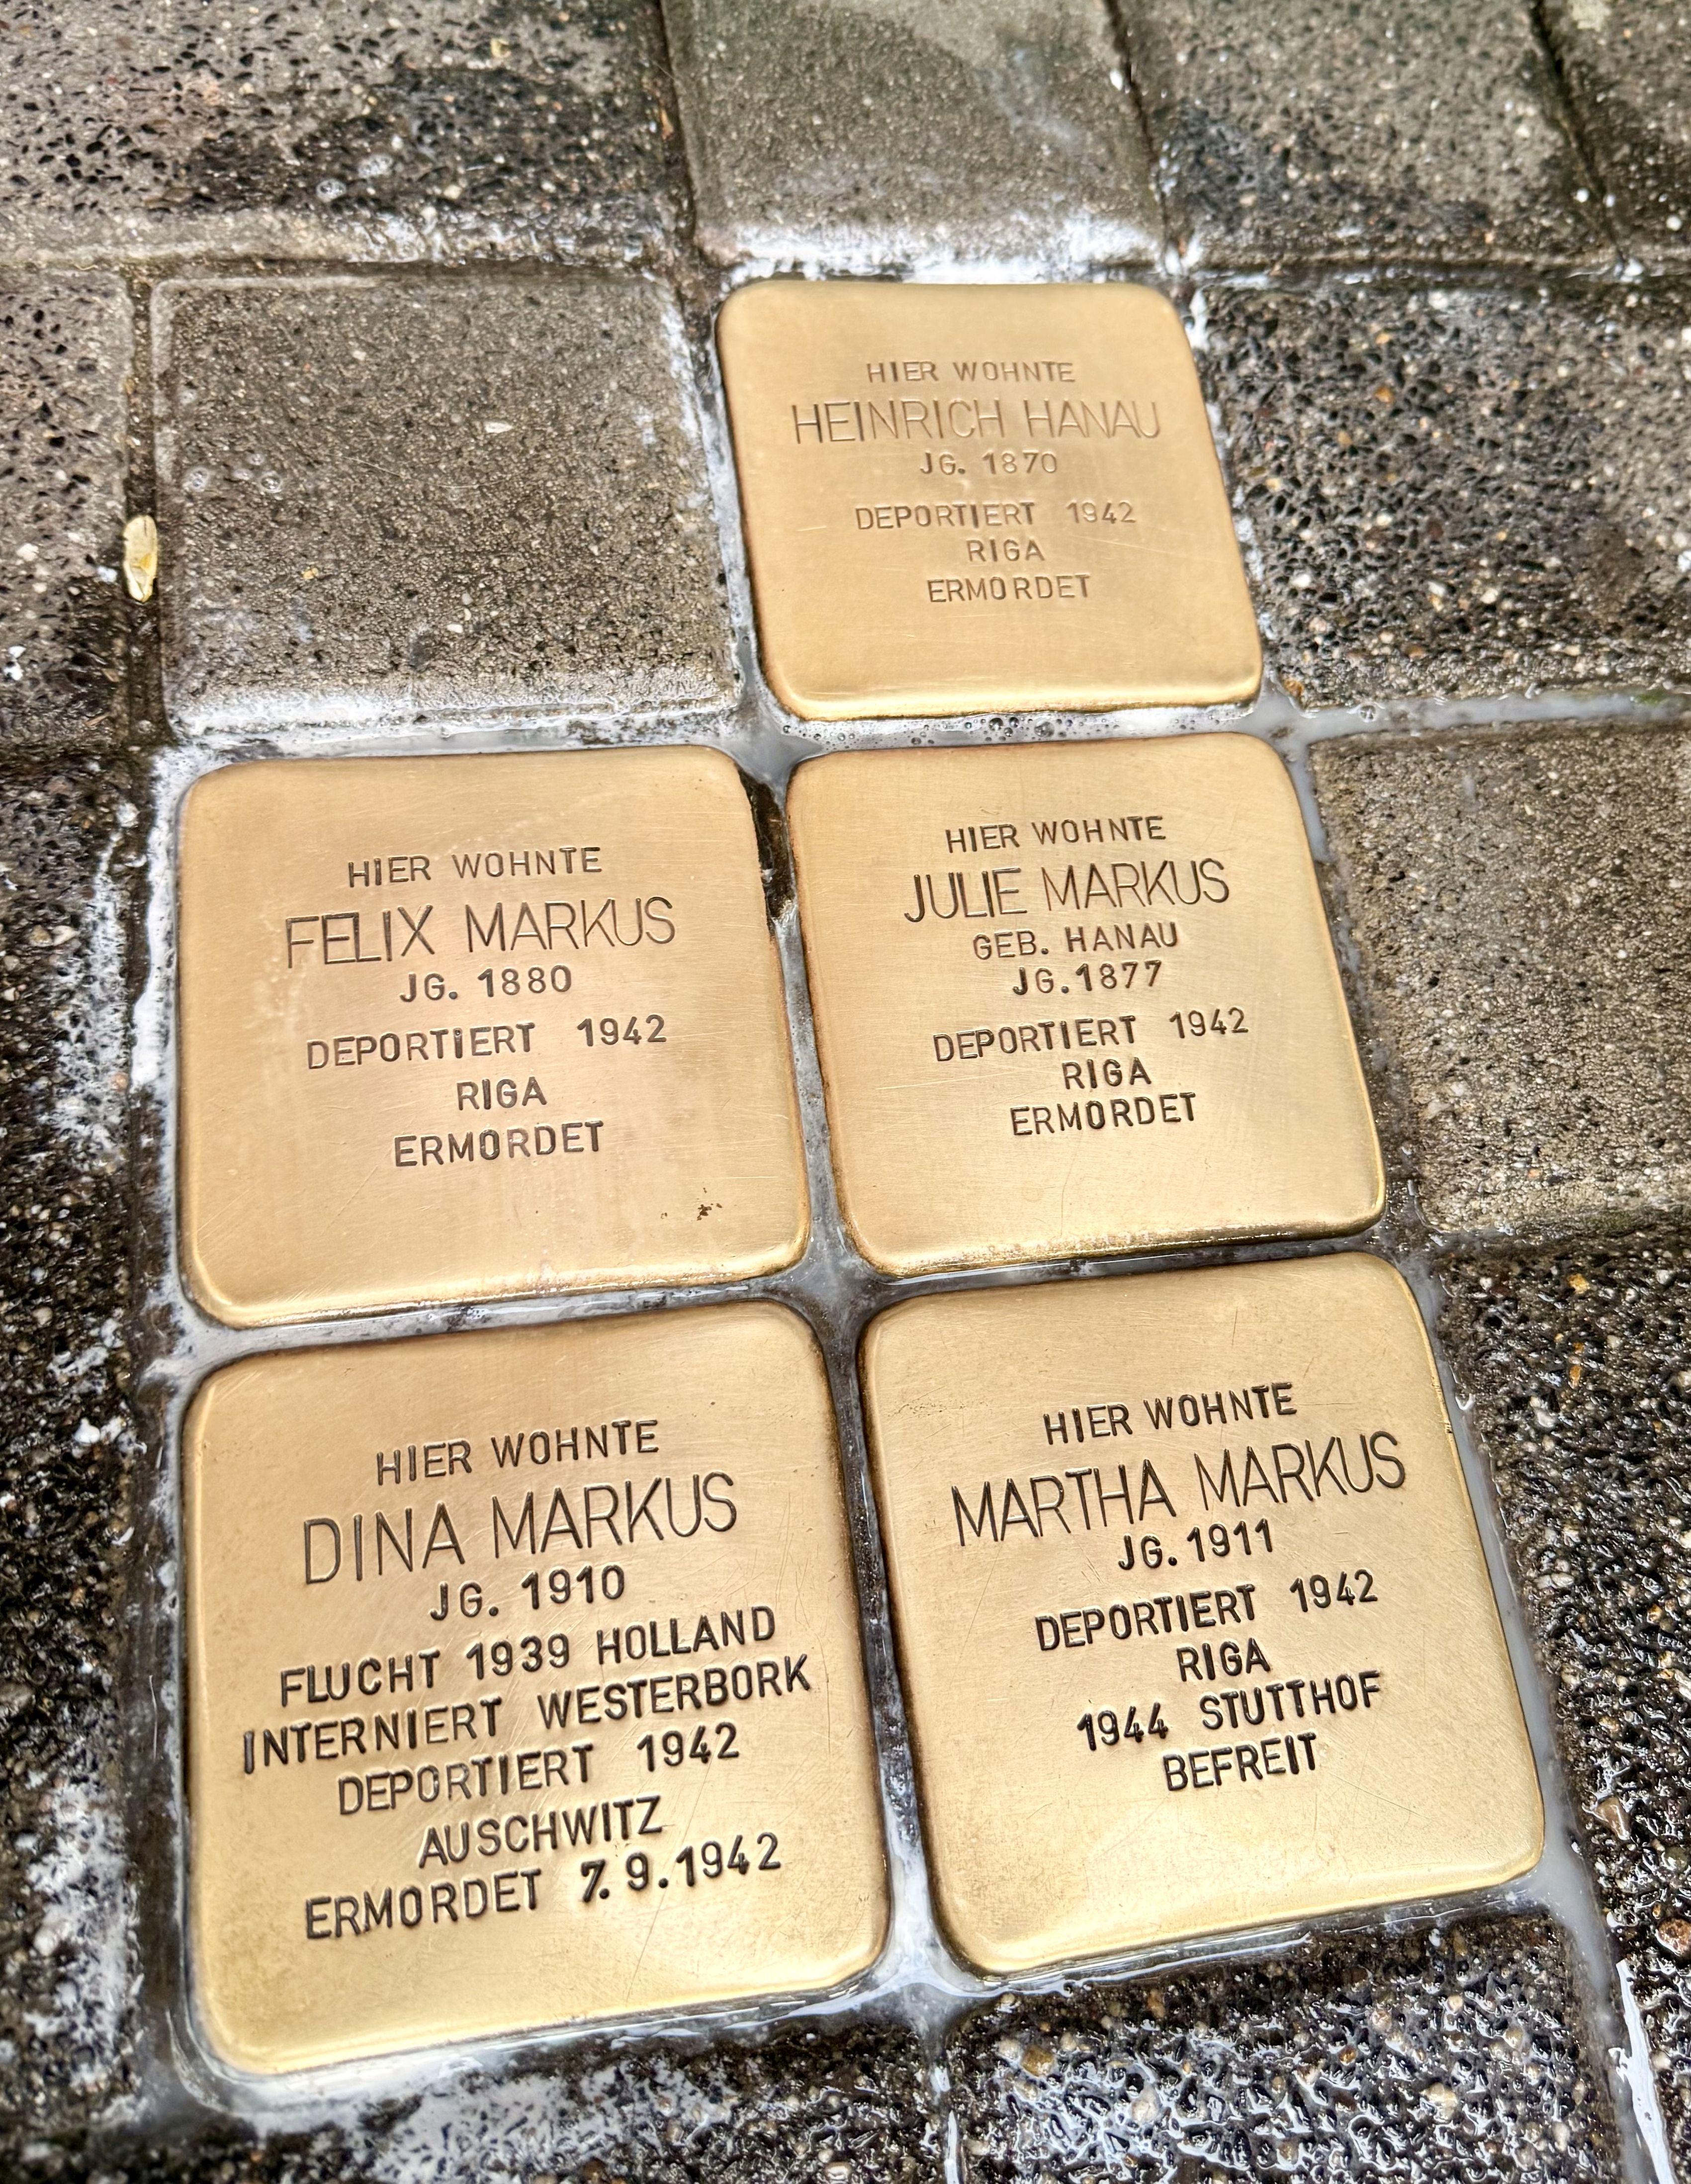 HIER WOHNTE
HEINRICH HANAU
JG. 1870
DEPORTIERT 1942
RIGA
ERMORDET
HIER WOHNTE
FELIX MARKUS
JG. 1880
DEPORTIERT 1942
RIGA
ERMORDET
HIER WOHNTE
JULIE MARKUS
GEB. HANAU
JG. 1877
DEPORTIERT 1942
RIGA
ERMORDET
HIER WOHNTE
DINA MARKUS
JG. 1910
FLUCHT 1939 HOLLAND
INTERNIERT WESTERBORK
DEPORTIERT 1942
AUSCHWITZ
ERMORDET 7.9.1942
HIER WOHNTE
MARTHA MARKUS
JG. 1911
DEPORTIERT 1942
RIGA
1944 STUTTHOF
BEFREIT